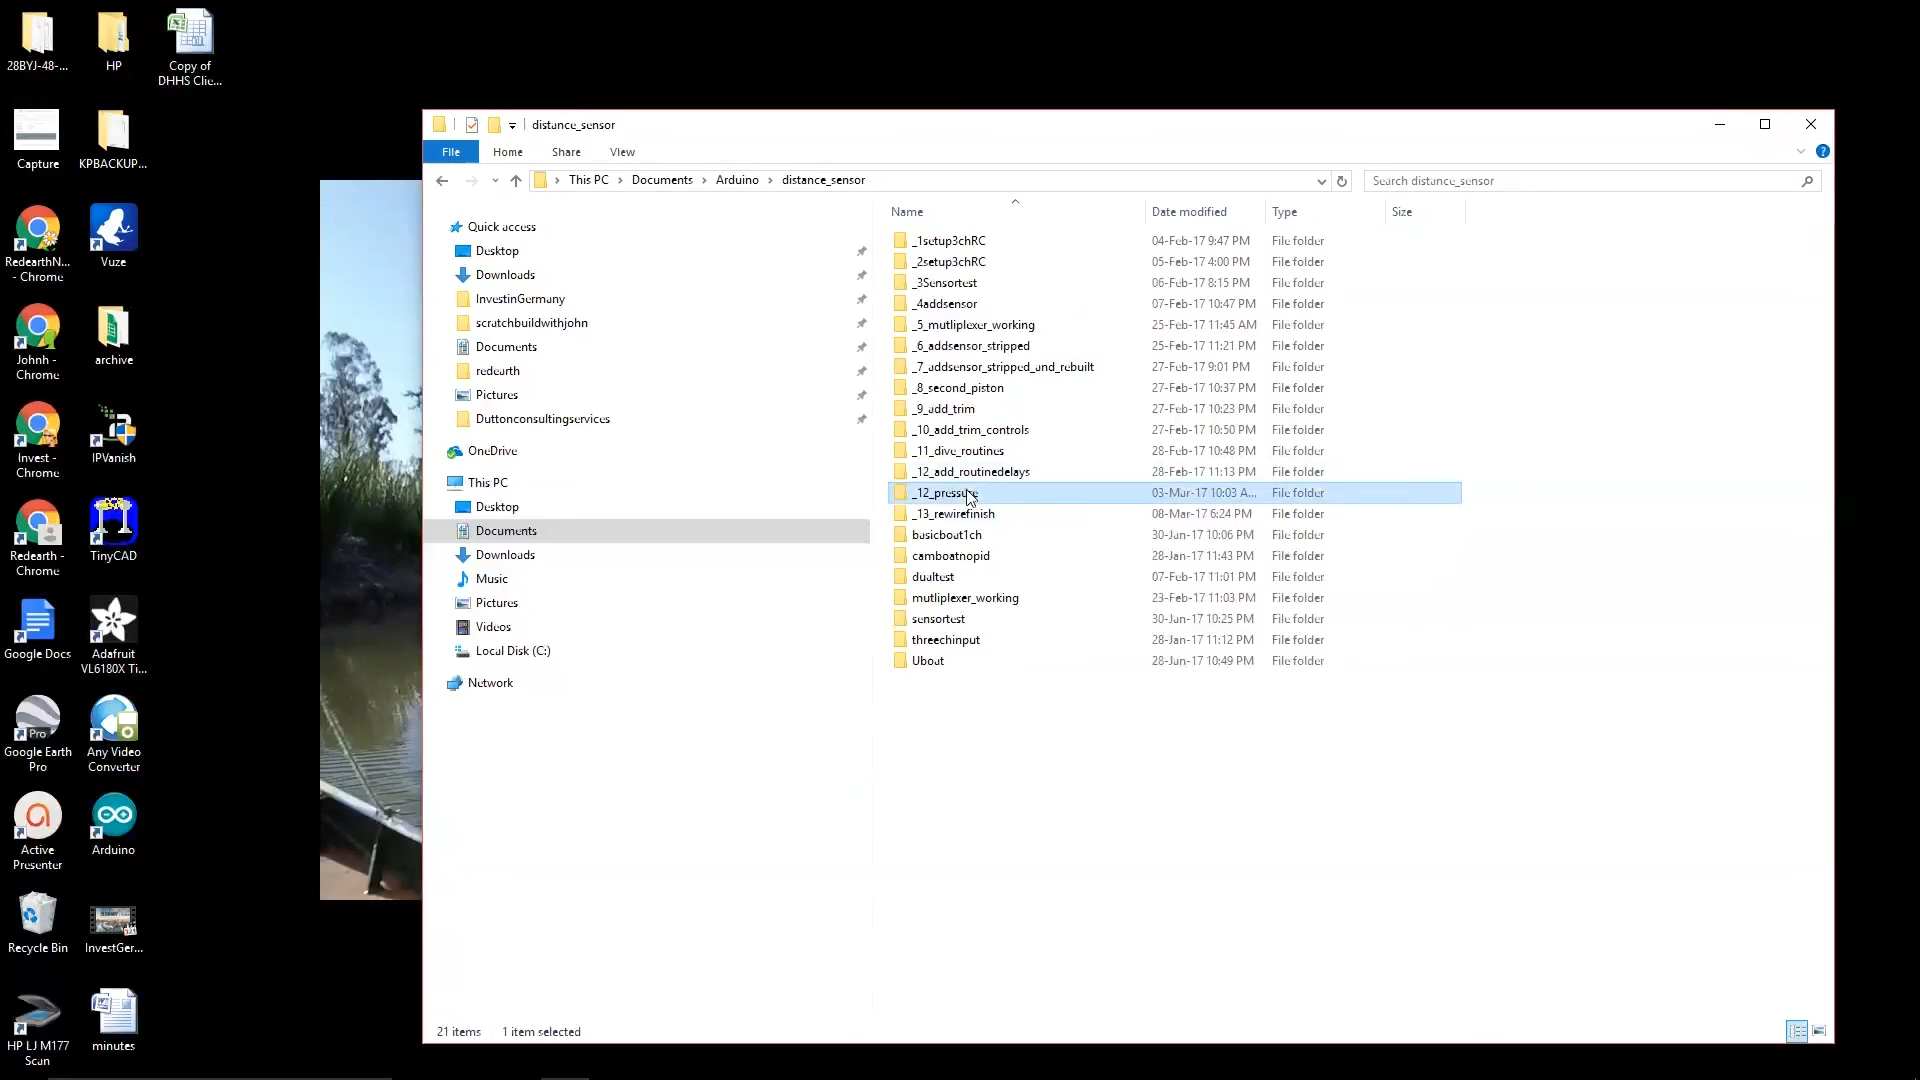 28BYJ-48-...
HP
Copy of
DHHS Clie...
Capture
KPBACKUP...
RedearthN...
- Chrome
Vuze
Johnh -
Chrome
archive
Invest -
Chrome
IPVanish
Redearth -
Chrome
TinyCAD
Google Docs
Adafruit
VL6180X Ti...
Pro
Google Earth
Pro
Any Video
Converter
Active
Presenter
Arduino
Recycle Bin
InvestGer...
HP LJ M177
Scan
minutes
distance_sensor
File Home Share View
This PC > Documents > Arduino > distance_sensor
Search distance_sensor
Quick access
Desktop
Downloads
InvestinGermany
scratchbuildwithjohn
Documents
redearth
Pictures
Duttonconsultingservices
OneDrive
This PC
Desktop
Documents
Downloads
Music
Pictures
Videos
Local Disk (C:)
Network
Name Date modified Type Size
_1setup3chRC 04-Feb-17 9:47 PM File folder
_2setup3chRC 05-Feb-17 4:00 PM File folder
_3Sensortest 06-Feb-17 8:15 PM File folder
_4addsensor 07-Feb-17 10:47 PM File folder
_5_mutliplexer_working 25-Feb-17 11:45 AM File folder
_6_addsensor_stripped 25-Feb-17 11:21 PM File folder
_7_addsensor_stripped_and_rebuilt 27-Feb-17 9:01 PM File folder
_8_second_piston 27-Feb-17 10:37 PM File folder
_9_add_trim 27-Feb-17 10:23 PM File folder
_10_add_trim_controls 27-Feb-17 10:50 PM File folder
_11_dive_routines 28-Feb-17 10:48 PM File folder
_12_add_routinedelays 28-Feb-17 11:13 PM File folder
_12_pressure 03-Mar-17 10:03 A... File folder
_13_rewirefinish 08-Mar-17 6:24 PM File folder
basicboat1ch 30-Jan-17 10:06 PM File folder
camboatnopid 28-Jan-17 11:43 PM File folder
dualtest 07-Feb-17 11:01 PM File folder
mutliplexer_working 23-Feb-17 11:03 PM File folder
sensortest 30-Jan-17 10:25 PM File folder
threechinput 28-Jan-17 11:12 PM File folder
Uboat 28-Jan-17 10:49 PM File folder
21 items 1 item selected